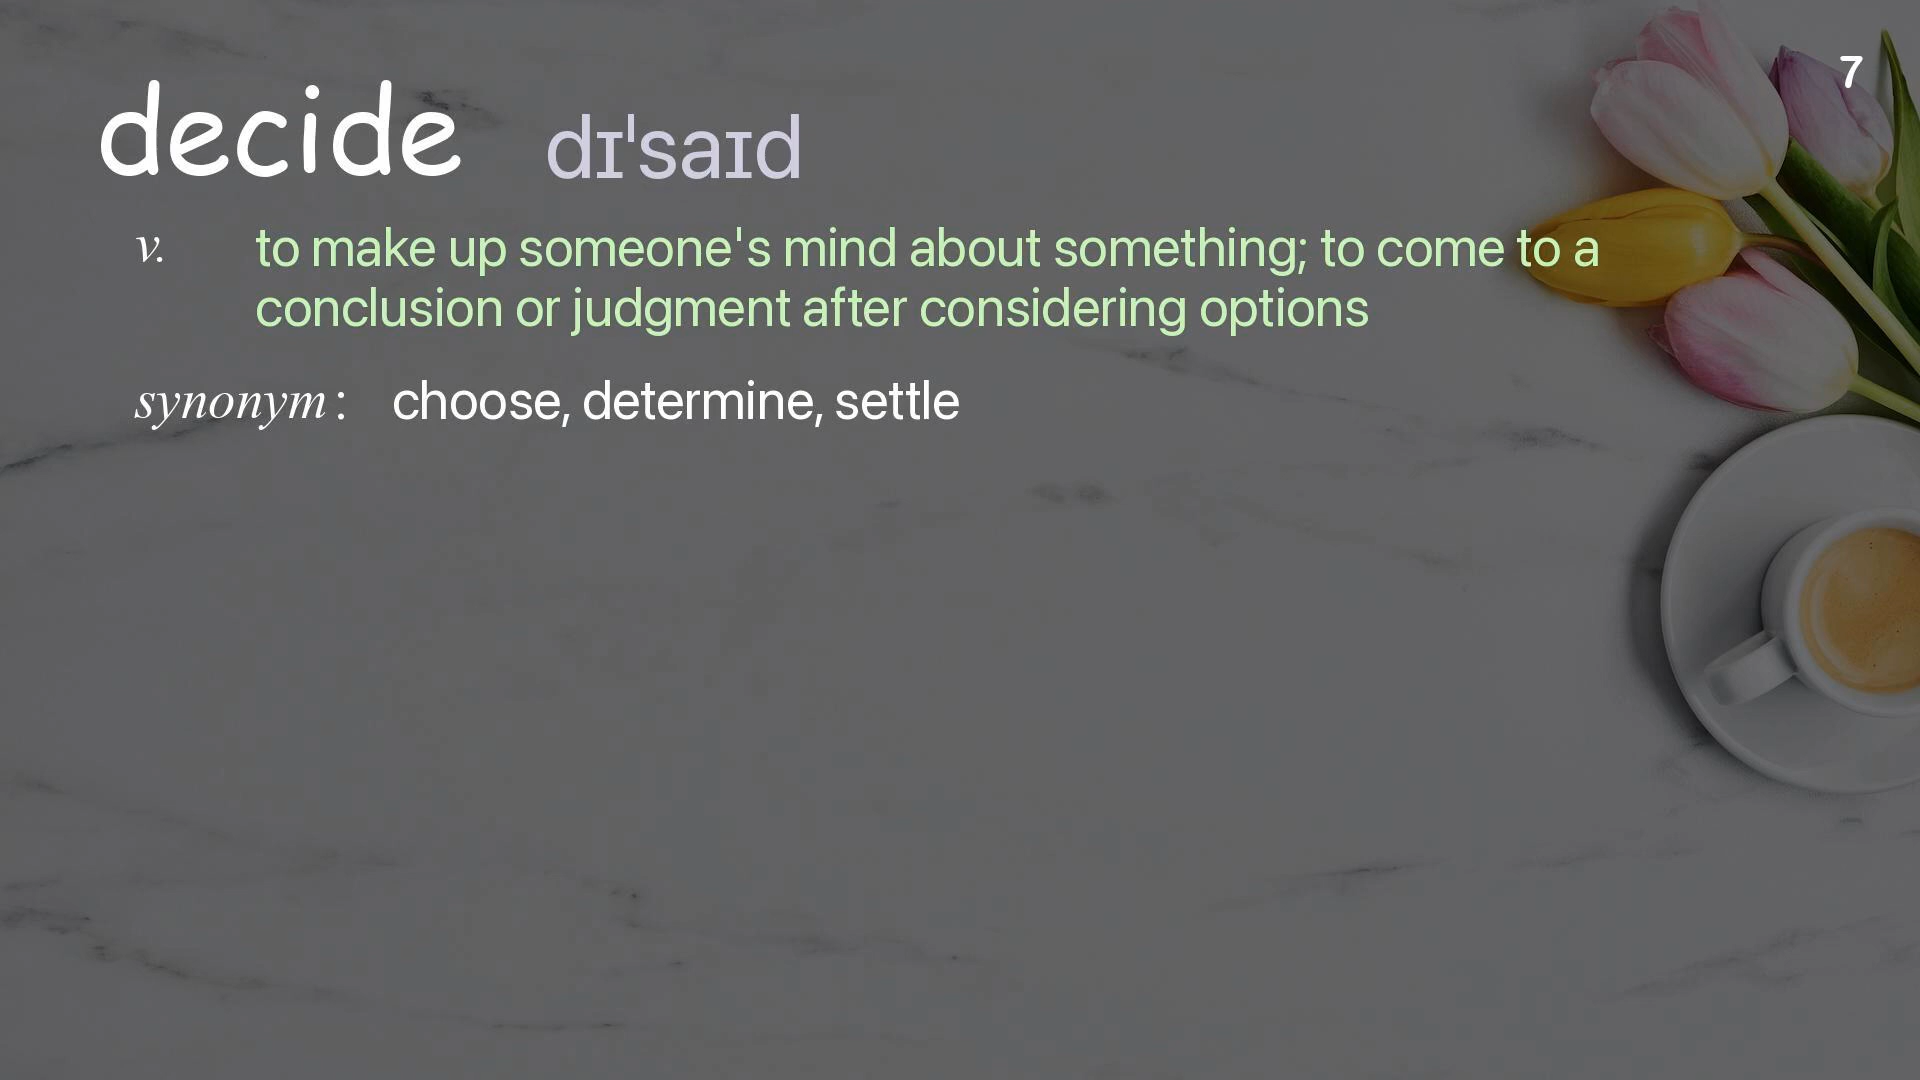 7
decide dɪˈsaɪd
v. to make up someone's mind about something; to come to a
conclusion or judgment after considering options
synonym : choose, determine, settle